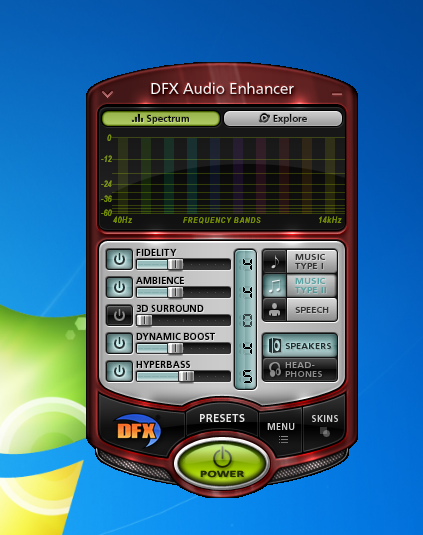 DFX Audio Enhancer
Spectrum Explore
0
-12
-24
-36
-60
40Hz FREQUENCY BANDS 14kHz
FIDELITY 4
AMBIENCE 4
3D SURROUND 0
DYNAMIC BOOST 4
HYPERBASS 5
MUSIC
TYPE I
MUSIC
TYPE II
SPEECH
SPEAKERS
HEAD-
PHONES
DFX
PRESETS
MENU
SKINS
POWER